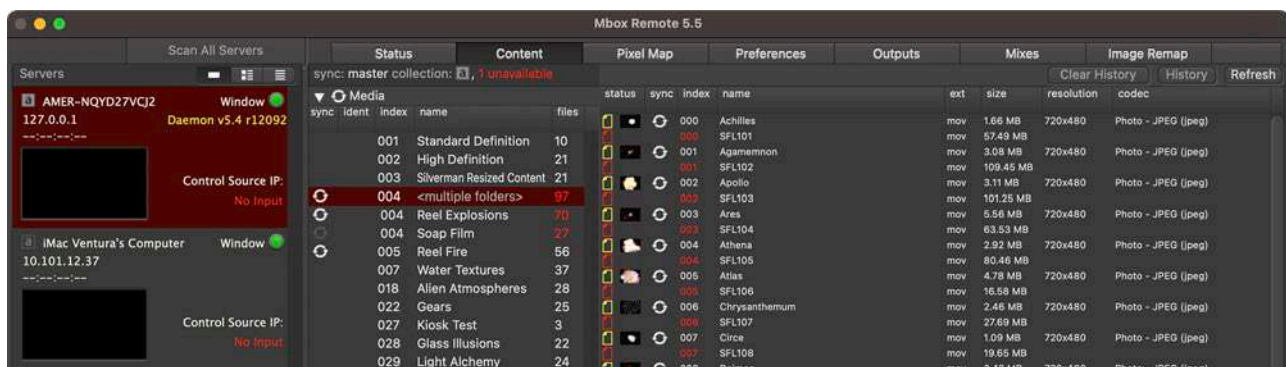 Mbox Remote 5.5
Scan All Servers
Status Content Pixel Map Preferences Outputs Mixes Image Remap
Servers
sync: master collection: a, 1 unavailable
Clear History History Refresh
a AMER-NQYD27VCJ2 Window
127.0.0.1 Daemon v5.4 r12092
--:--:--:--
Control Source IP:
No Input
a iMac Ventura's Computer Window
10.101.12.37
--:--:--:--
Control Source IP:
No Input
Media
sync ident index name files
001 Standard Definition 10
002 High Definition 21
003 Silverman Resized Content 21
004 <multiple folders> 97
004 Reel Explosions 70
004 Soap Film 27
005 Reel Fire 56
007 Water Textures 37
018 Alien Atmospheres 28
022 Gears 25
027 Kiosk Test 3
028 Glass Illusions 22
029 Light Alchemy 24
status sync index name ext size resolution codec
000 Achilles mov 1.66 MB 720x480 Photo - JPEG (jpeg)
000 SFL101 mov 57.49 MB
001 Agamemnon mov 3.08 MB 720x480 Photo - JPEG (jpeg)
001 SFL102 mov 109.45 MB
002 Apollo mov 3.11 MB 720x480 Photo - JPEG (jpeg)
002 SFL103 mov 101.25 MB
003 Ares mov 5.56 MB 720x480 Photo - JPEG (jpeg)
003 SFL104 mov 63.53 MB
004 Athena mov 2.92 MB 720x480 Photo - JPEG (jpeg)
004 SFL105 mov 80.46 MB
005 Atlas mov 4.78 MB 720x480 Photo - JPEG (jpeg)
005 SFL106 mov 16.58 MB
006 Chrysanthemum mov 2.46 MB 720x480 Photo - JPEG (jpeg)
006 SFL107 mov 27.69 MB
007 Circe mov 1.09 MB 720x480 Photo - JPEG (jpeg)
007 SFL108 mov 19.65 MB